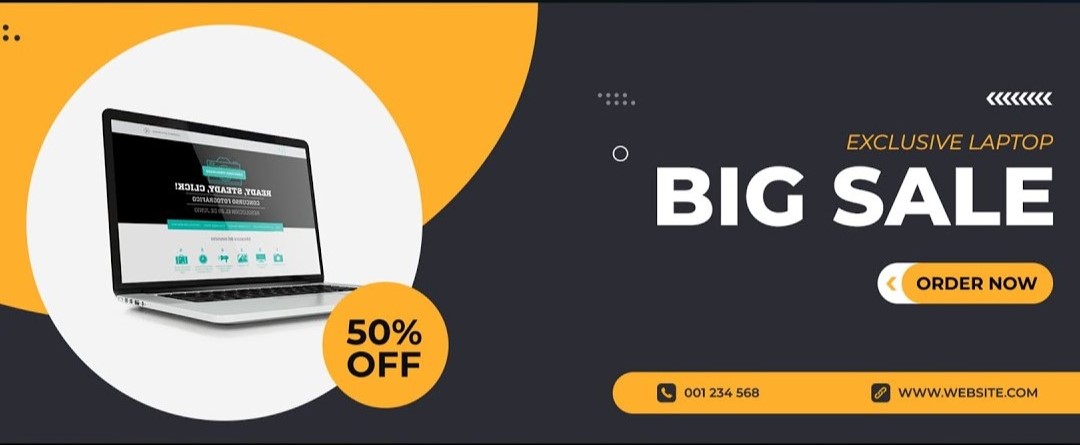 READY, STEADY, CLICK!
CONCURSO FOTOGRAFICO
50%
OFF
EXCLUSIVE LAPTOP
BIG SALE
ORDER NOW
001 234 568
WWW.WEBSITE.COM